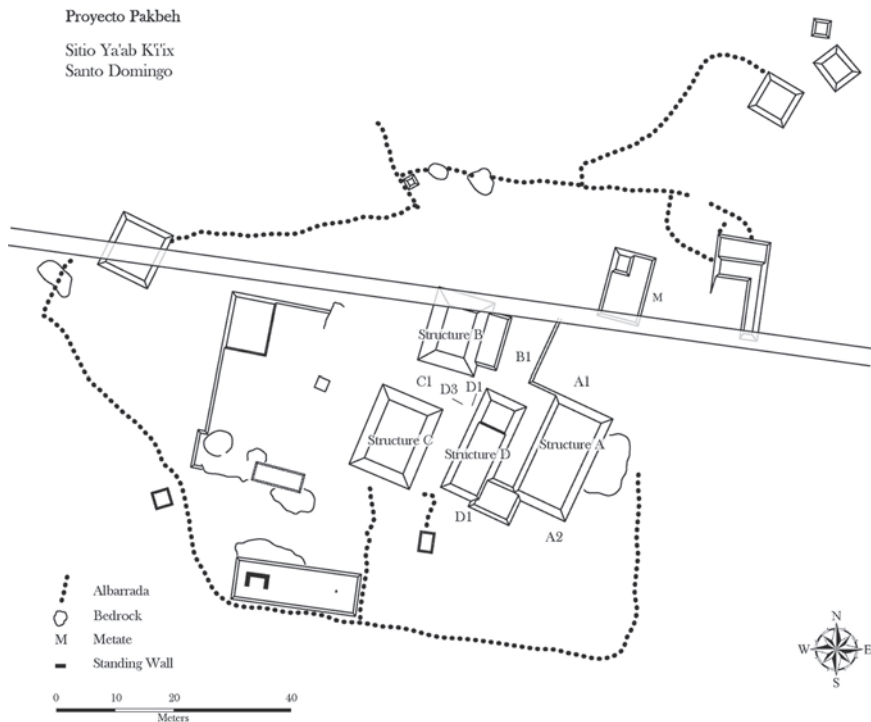 Proyecto Pakbeh
Sitio Ya'ab K'i'ix
Santo Domingo
M
Structure B
B1
C1
D3
D1
A1
Structure C
Structure D
Structure A
D1
A2
Albarrada
Bedrock
M Metate
Standing Wall
0 10 20 40
Meters
N
W E
S